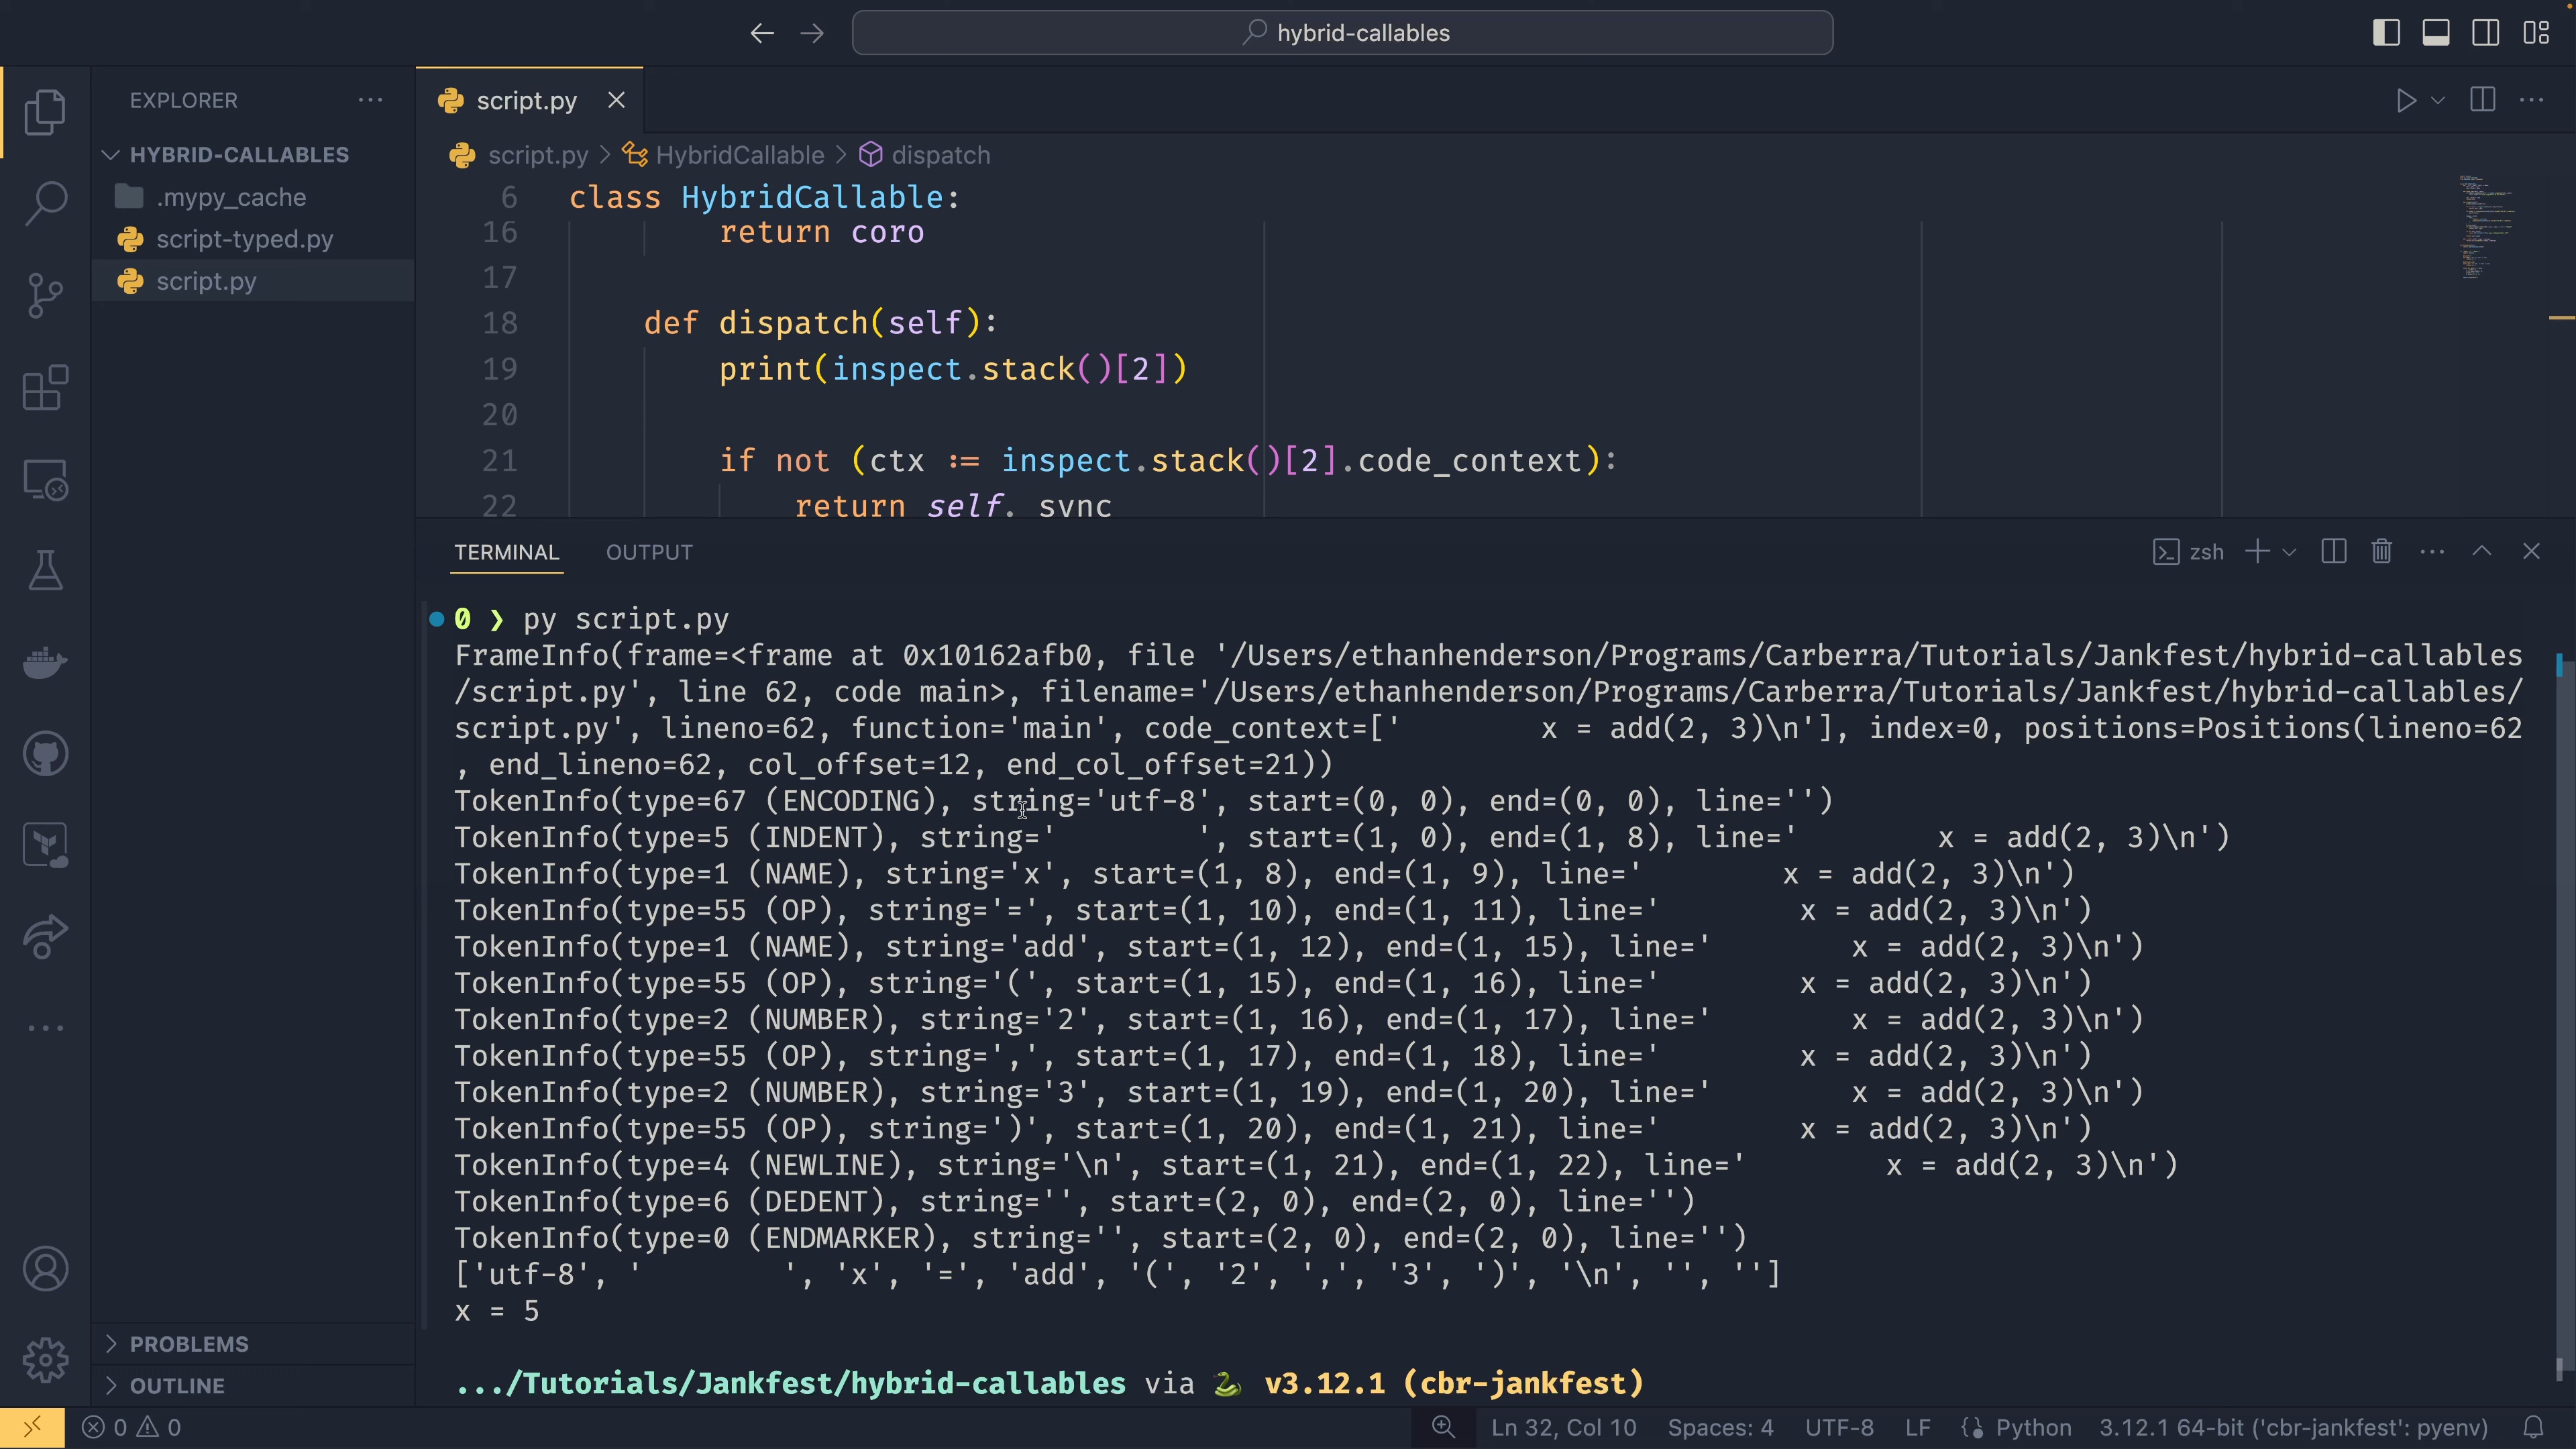 hybrid-callables
EXPLORER
HYBRID-CALLABLES
.mypy_cache
script-typed.py
script.py
PROBLEMS
OUTLINE
script.py
script.py > HybridCallable > dispatch
6 class HybridCallable:
16 return coro
17
18 def dispatch(self):
19 print(inspect.stack()[2])
20
21 if not (ctx := inspect.stack()[2].code_context):
22 return self._sync
TERMINAL OUTPUT
zsh
0 ❯ py script.py
FrameInfo(frame=<frame at 0x10162afb0, file '/Users/ethanhenderson/Programs/Carberra/Tutorials/Jankfest/hybrid-callables
/script.py', line 62, code main>, filename='/Users/ethanhenderson/Programs/Carberra/Tutorials/Jankfest/hybrid-callables/
script.py', lineno=62, function='main', code_context=['        x = add(2, 3)\n'], index=0, positions=Positions(lineno=62
, end_lineno=62, col_offset=12, end_col_offset=21))
TokenInfo(type=67 (ENCODING), string='utf-8', start=(0, 0), end=(0, 0), line='')
TokenInfo(type=5 (INDENT), string='        ', start=(1, 0), end=(1, 8), line='        x = add(2, 3)\n')
TokenInfo(type=1 (NAME), string='x', start=(1, 8), end=(1, 9), line='        x = add(2, 3)\n')
TokenInfo(type=55 (OP), string='=', start=(1, 10), end=(1, 11), line='        x = add(2, 3)\n')
TokenInfo(type=1 (NAME), string='add', start=(1, 12), end=(1, 15), line='        x = add(2, 3)\n')
TokenInfo(type=55 (OP), string='(', start=(1, 15), end=(1, 16), line='        x = add(2, 3)\n')
TokenInfo(type=2 (NUMBER), string='2', start=(1, 16), end=(1, 17), line='        x = add(2, 3)\n')
TokenInfo(type=55 (OP), string=',', start=(1, 17), end=(1, 18), line='        x = add(2, 3)\n')
TokenInfo(type=2 (NUMBER), string='3', start=(1, 19), end=(1, 20), line='        x = add(2, 3)\n')
TokenInfo(type=55 (OP), string=')', start=(1, 20), end=(1, 21), line='        x = add(2, 3)\n')
TokenInfo(type=4 (NEWLINE), string='\n', start=(1, 21), end=(1, 22), line='        x = add(2, 3)\n')
TokenInfo(type=6 (DEDENT), string='', start=(2, 0), end=(2, 0), line='')
TokenInfo(type=0 (ENDMARKER), string='', start=(2, 0), end=(2, 0), line='')
['utf-8', '        ', 'x', '=', 'add', '(', '2', ',', '3', ')', '\n', '', '']
x = 5
.../Tutorials/Jankfest/hybrid-callables via 🐍 v3.12.1 (cbr-jankfest)
0 0 Ln 32, Col 10 Spaces: 4 UTF-8 LF Python 3.12.1 64-bit ('cbr-jankfest': pyenv)